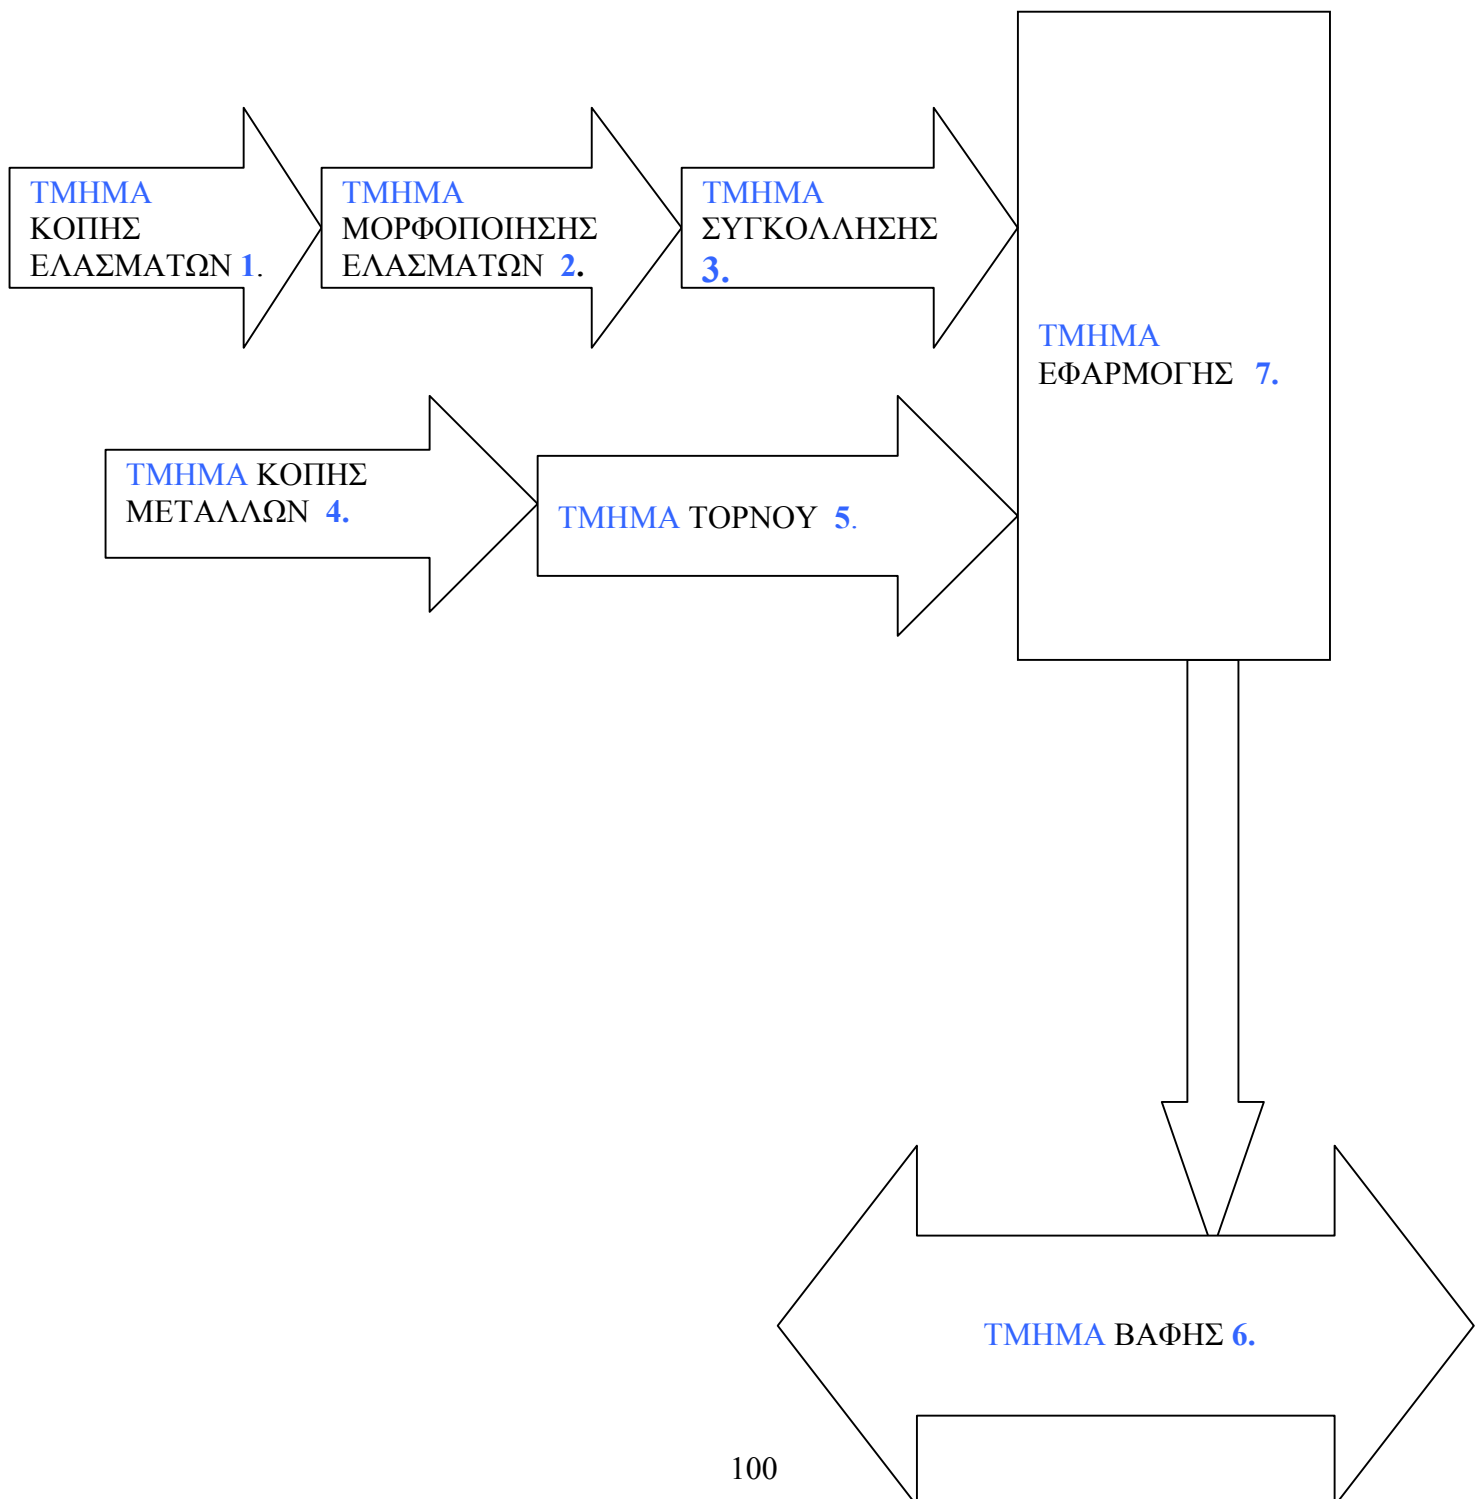 ΤΜΗΜΑ
ΚΟΠΗΣ
ΕΛΑΣΜΑΤΩΝ 1.
ΤΜΗΜΑ
ΜΟΡΦΟΠΟΙΗΣΗΣ
ΕΛΑΣΜΑΤΩΝ 2.
ΤΜΗΜΑ
ΣΥΓΚΟΛΛΗΣΗΣ
3.
ΤΜΗΜΑ
ΕΦΑΡΜΟΓΗΣ 7.
ΤΜΗΜΑ ΚΟΠΗΣ
ΜΕΤΑΛΛΩΝ 4.
ΤΜΗΜΑ ΤΟΡΝΟΥ 5.
ΤΜΗΜΑ ΒΑΦΗΣ 6.
100